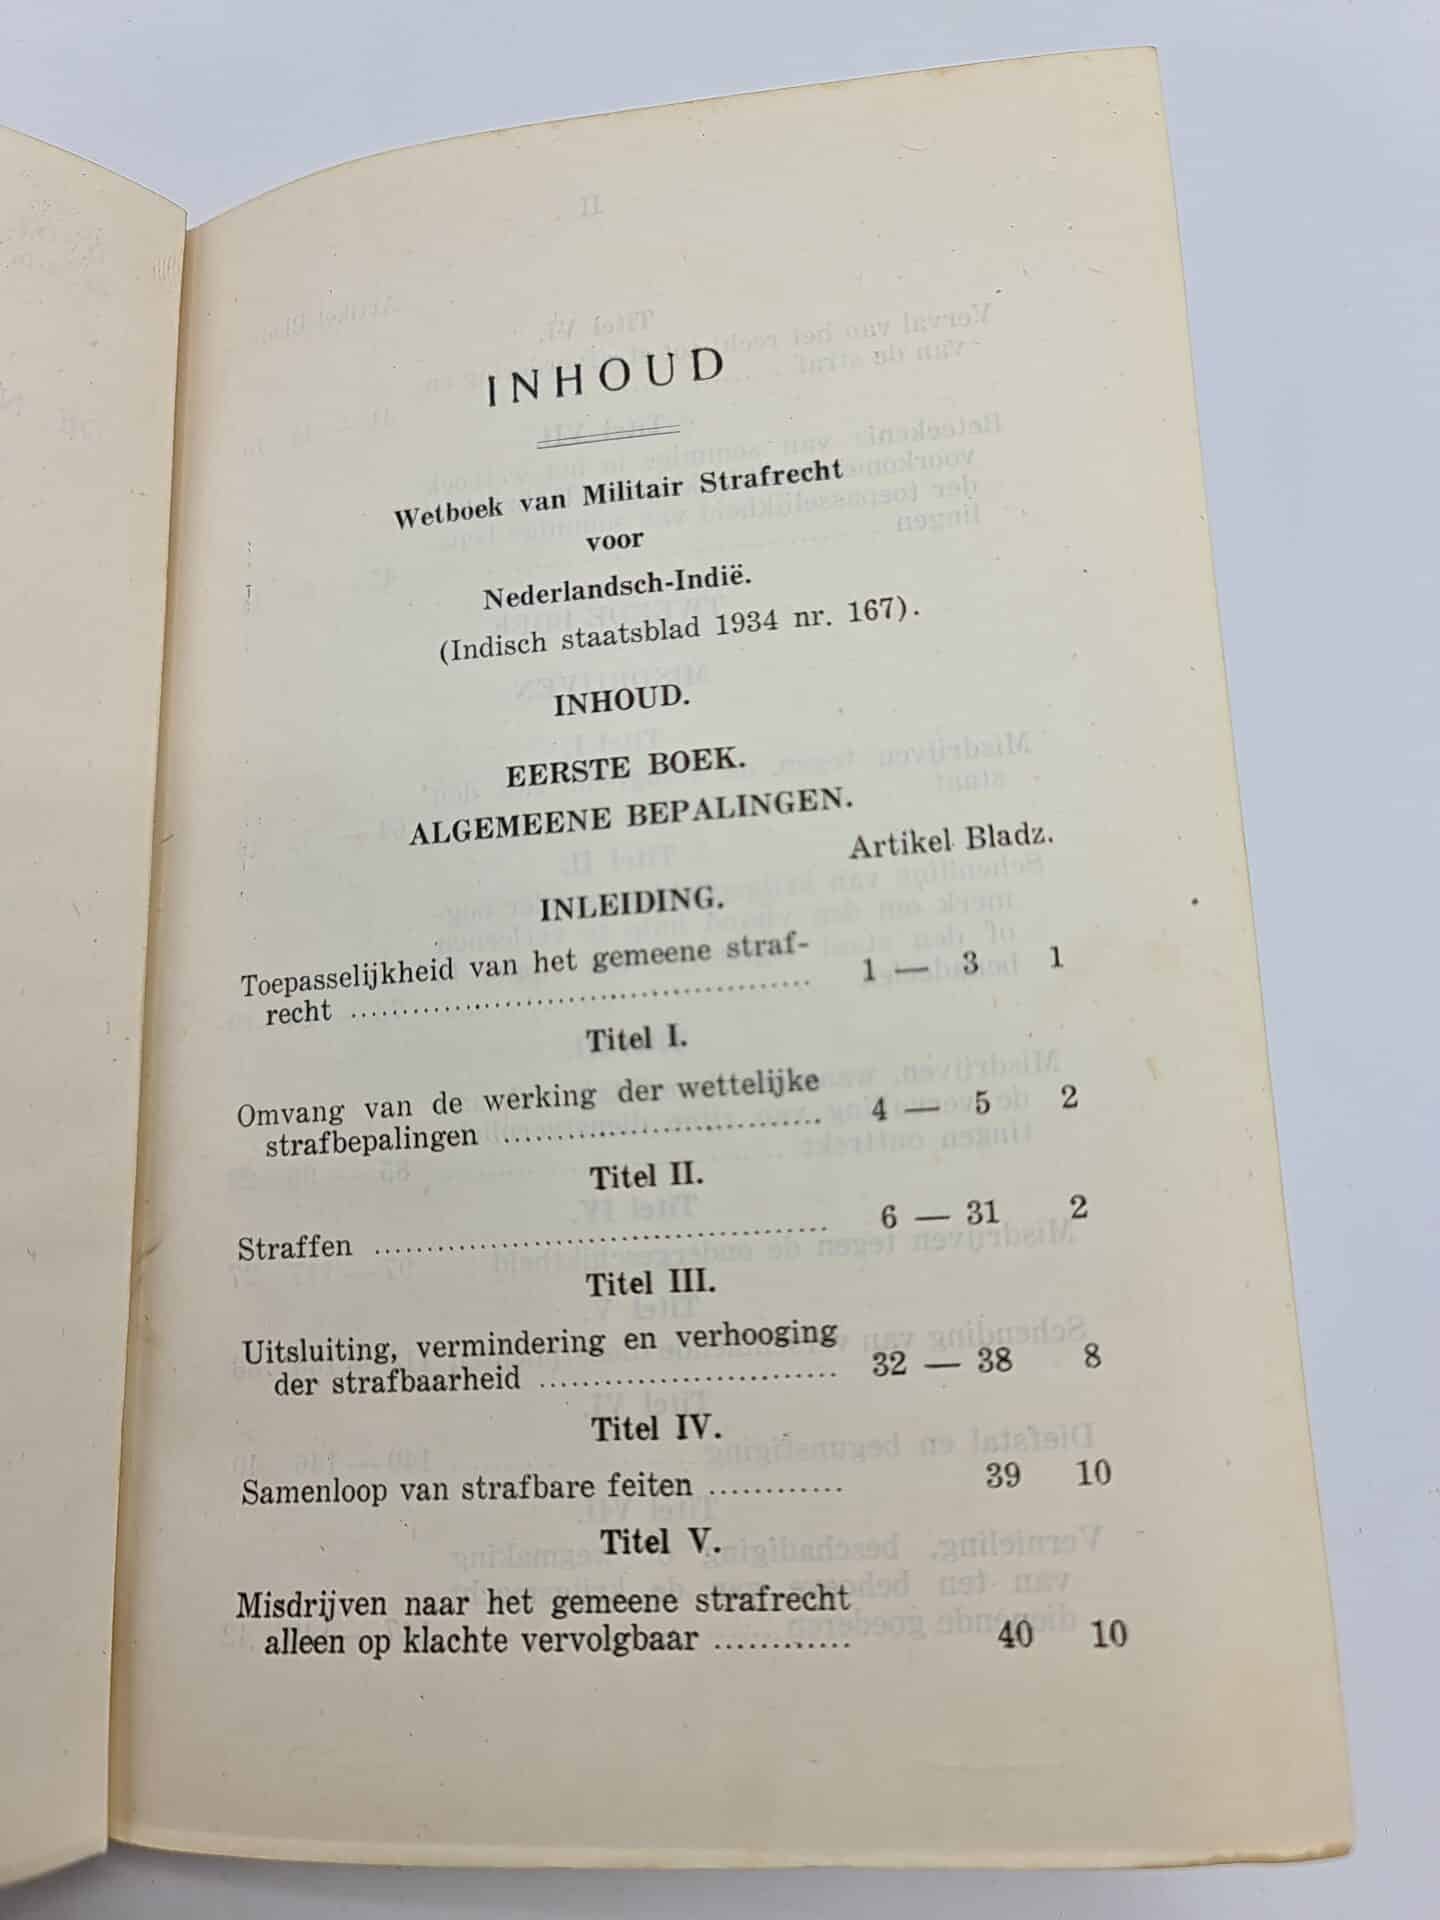 INHOUD
Wetboek van Militair Strafrecht
voor
Nederlandsch-Indië.
(Indisch staatsblad 1934 nr. 167).
INHOUD.
EERSTE BOEK.
ALGEMEENE BEPALINGEN.
Artikel Bladz.
INLEIDING.
Toepasselijkheid van het gemeene straf-
recht ........................................ 1 — 3 1
Titel I.
Omvang van de werking der wettelijke
strafbepalingen ............................ 4 — 5 2
Titel II.
Straffen ........................................ 6 — 31 2
Titel III.
Uitsluiting, vermindering en verhooging
der strafbaarheid ......................... 32 — 38 8
Titel IV.
Samenloop van strafbare feiten ............ 39 10
Titel V.
Misdrijven naar het gemeene strafrecht
alleen op klachte vervolgbaar ............ 40 10